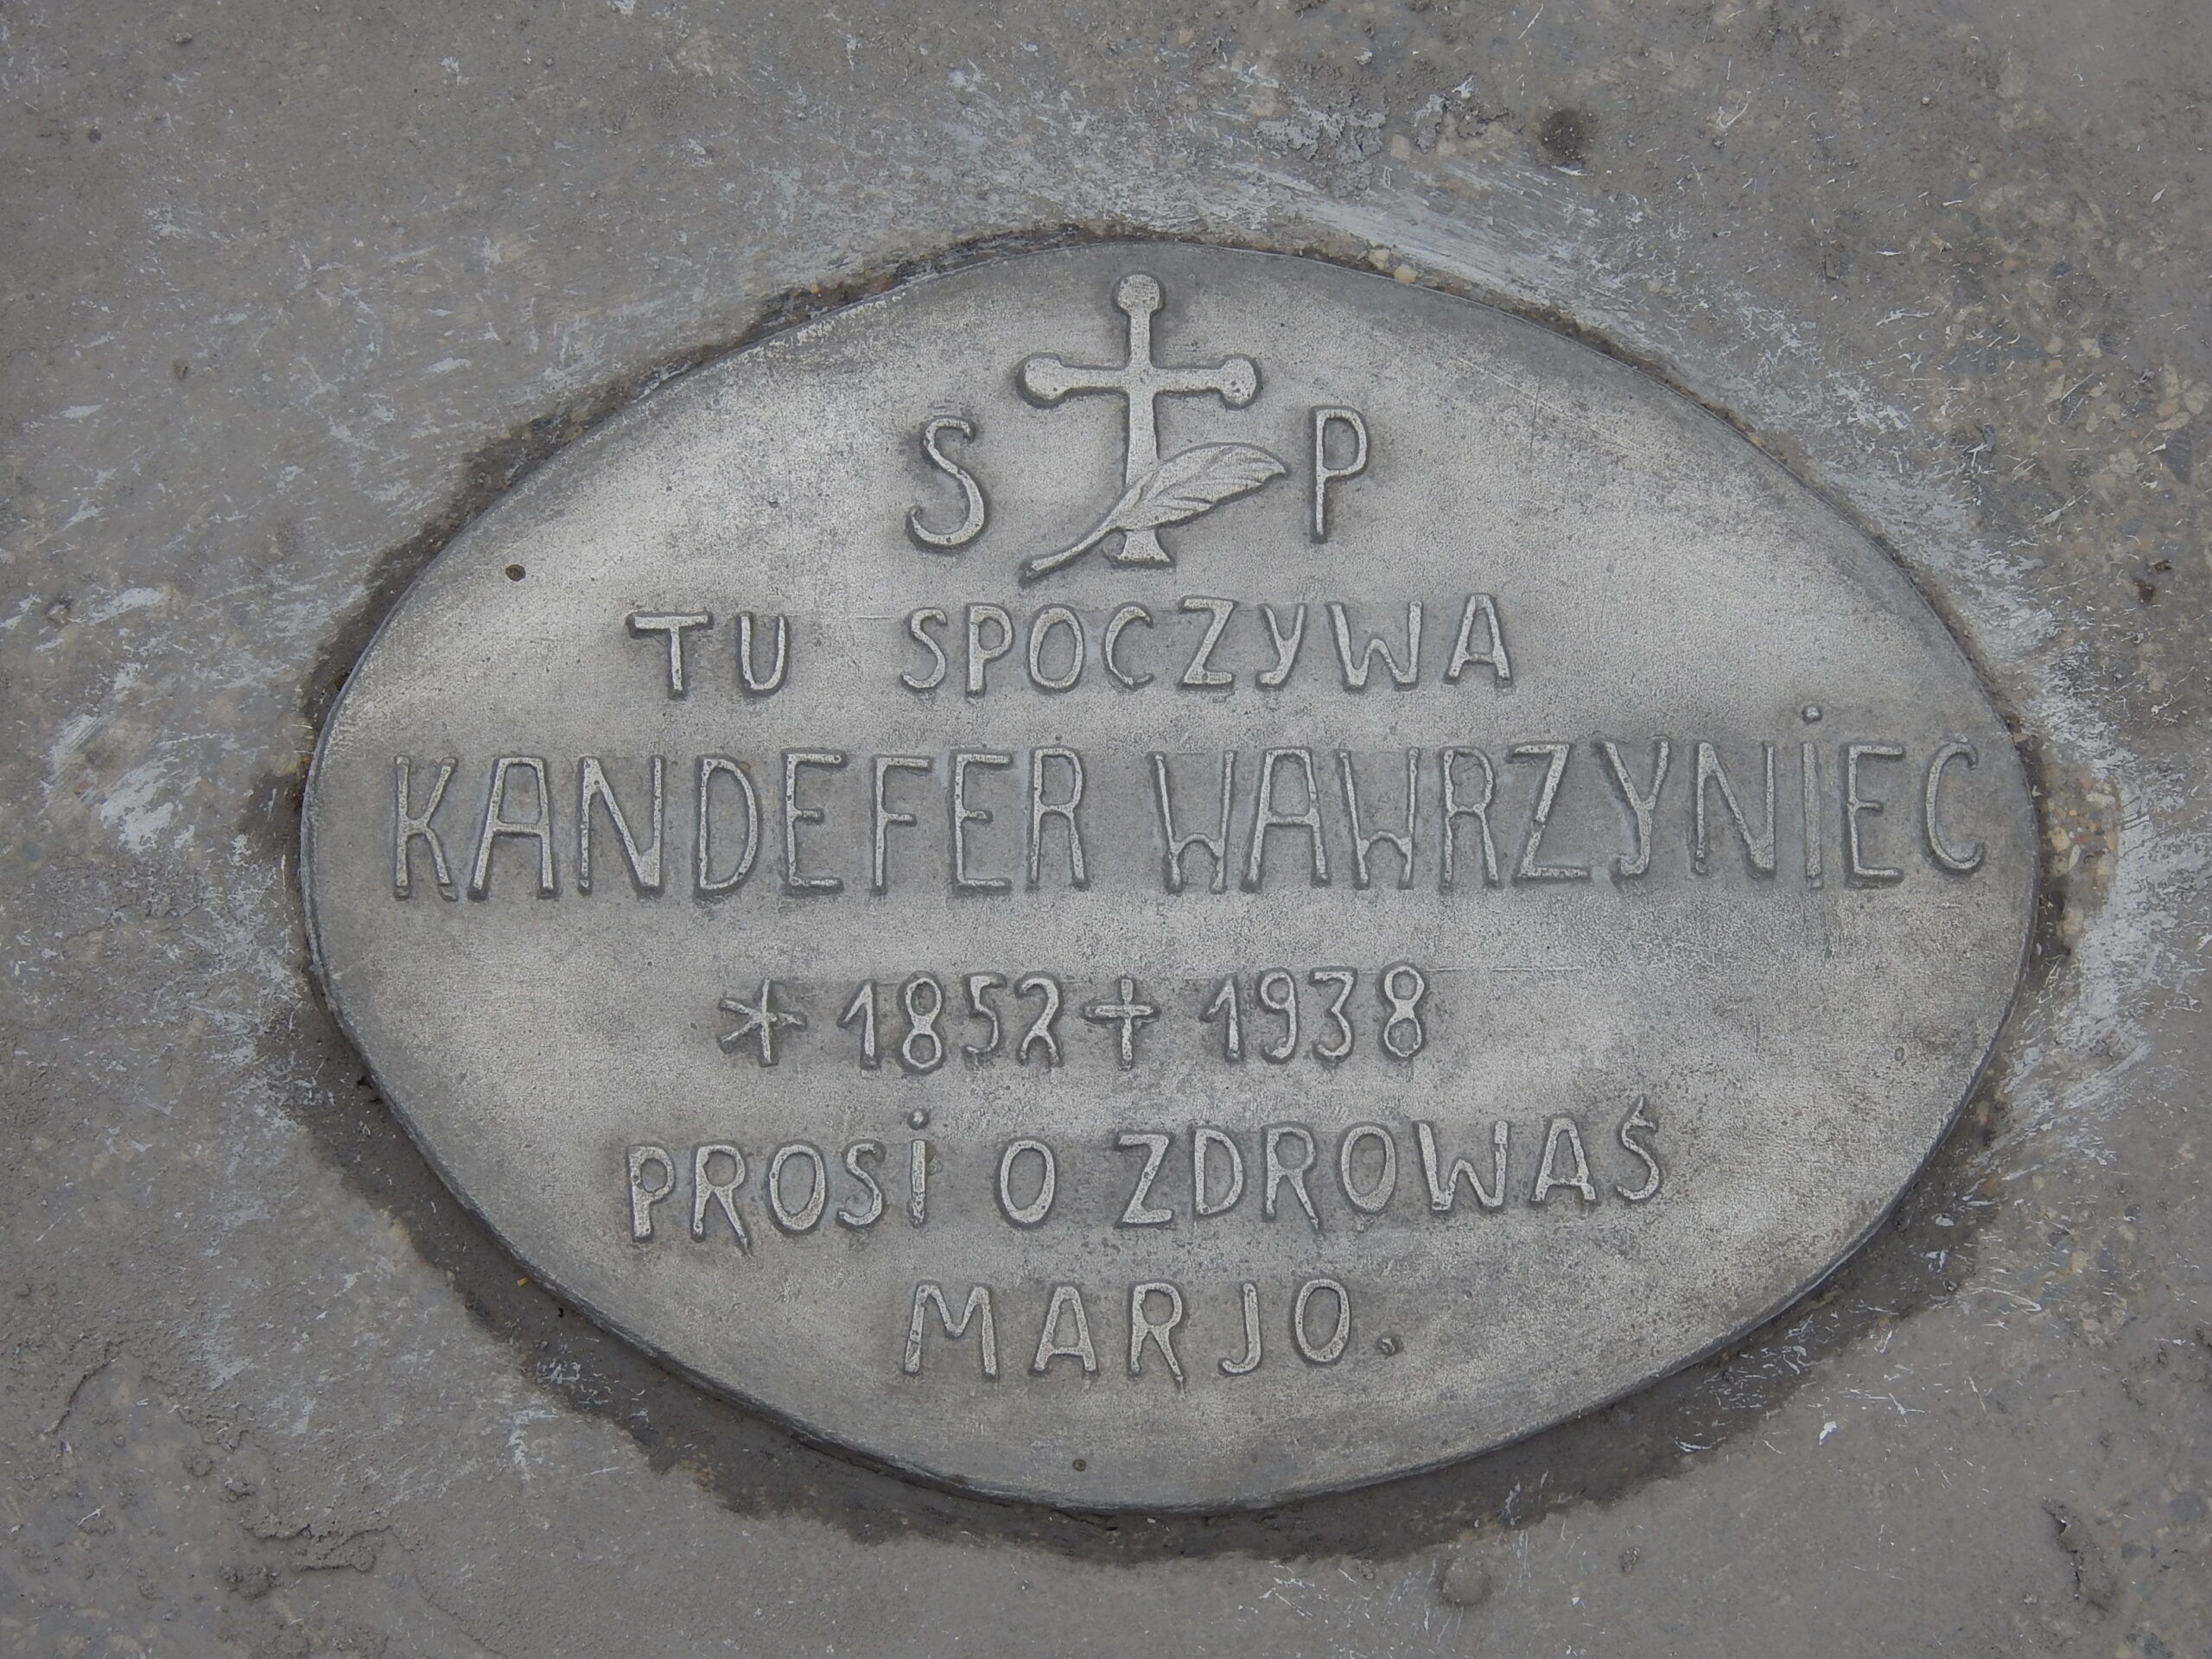 S P
TU SPOCZYWA
KANDEFER WAWRZYNiEC
* 1852 † 1938
PROSi O ZDROWAŚ
MARJO.